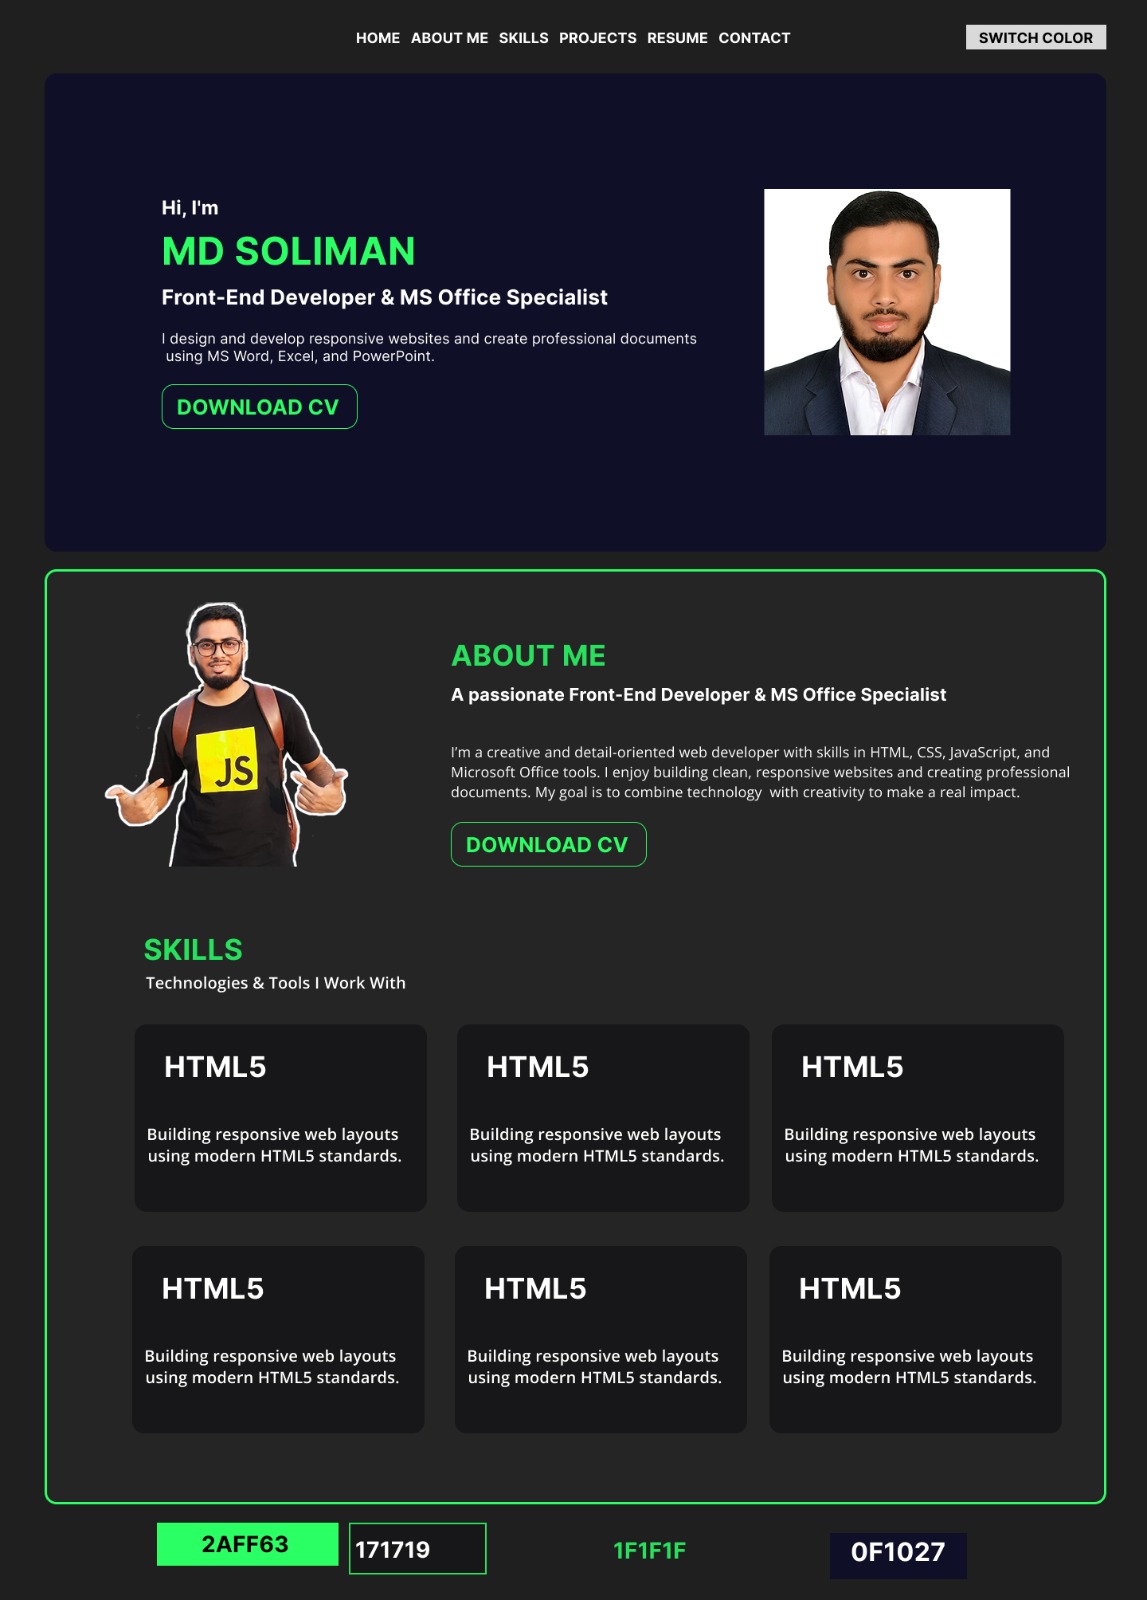 HOME ABOUT ME SKILLS PROJECTS RESUME CONTACT
SWITCH COLOR
Hi, I'm
MD SOLIMAN
Front-End Developer & MS Office Specialist
I design and develop responsive websites and create professional documents
using MS Word, Excel, and PowerPoint.
DOWNLOAD CV
JS
ABOUT ME
A passionate Front-End Developer & MS Office Specialist
I’m a creative and detail-oriented web developer with skills in HTML, CSS, JavaScript, and
Microsoft Office tools. I enjoy building clean, responsive websites and creating professional
documents. My goal is to combine technology with creativity to make a real impact.
DOWNLOAD CV
SKILLS
Technologies & Tools I Work With
HTML5
Building responsive web layouts
using modern HTML5 standards.
HTML5
Building responsive web layouts
using modern HTML5 standards.
HTML5
Building responsive web layouts
using modern HTML5 standards.
HTML5
Building responsive web layouts
using modern HTML5 standards.
HTML5
Building responsive web layouts
using modern HTML5 standards.
HTML5
Building responsive web layouts
using modern HTML5 standards.
2AFF63
171719
1F1F1F
0F1027